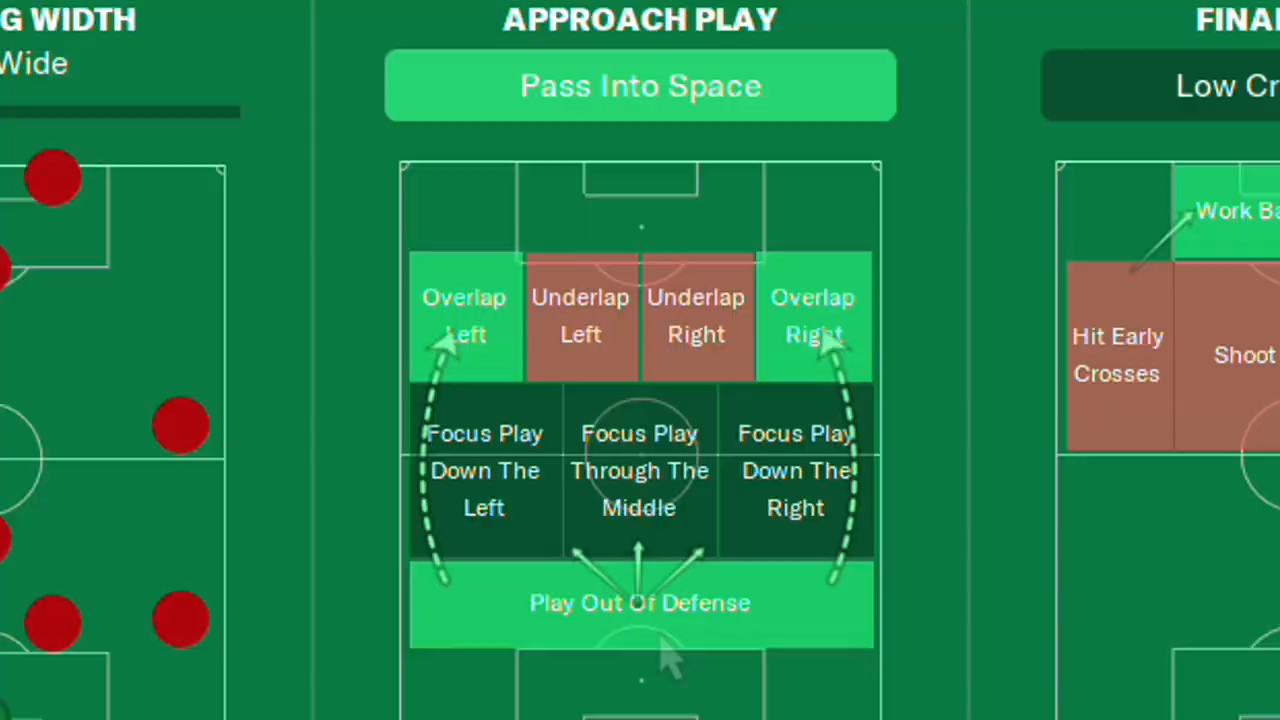 G WIDTH
Wide
APPROACH PLAY
Pass Into Space
Overlap
Left
Underlap
Left
Underlap
Right
Overlap
Right
Focus Play
Down The
Left
Focus Play
Through The
Middle
Focus Play
Down The
Right
Play Out Of Defense
FINA
Low Cr
Work Ba
Hit Early
Crosses
Shoot